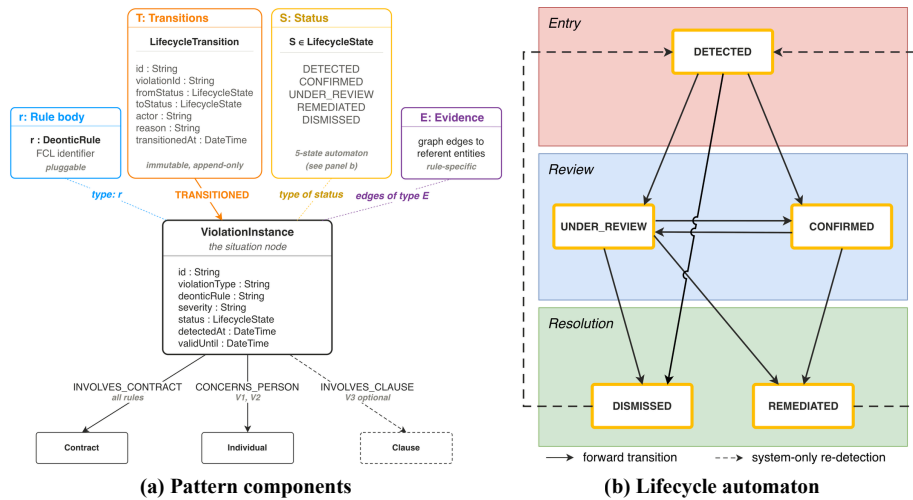 T: Transitions
LifecycleTransition
id : String
violationId : String
fromStatus : LifecycleState
toStatus : LifecycleState
actor : String
reason : String
transitionedAt : DateTime
immutable, append-only
S: Status
S ∈ LifecycleState
DETECTED
CONFIRMED
UNDER_REVIEW
REMEDIATED
DISMISSED
5-state automaton
(see panel b)
r: Rule body
r : DeonticRule
FCL identifier
pluggable
E: Evidence
graph edges to
referent entities
rule-specific
type: r
TRANSITIONED
type of status
edges of type E
ViolationInstance
the situation node
id : String
violationType : String
deonticRule : String
severity : String
status : LifecycleState
detectedAt : DateTime
validUntil : DateTime
INVOLVES_CONTRACT
all rules
CONCERNS_PERSON
V1, V2
INVOLVES_CLAUSE
V3 optional
Contract
Individual
Clause
(a) Pattern components
Entry
DETECTED
Review
UNDER_REVIEW
CONFIRMED
Resolution
DISMISSED
REMEDIATED
forward transition
system-only re-detection
(b) Lifecycle automaton